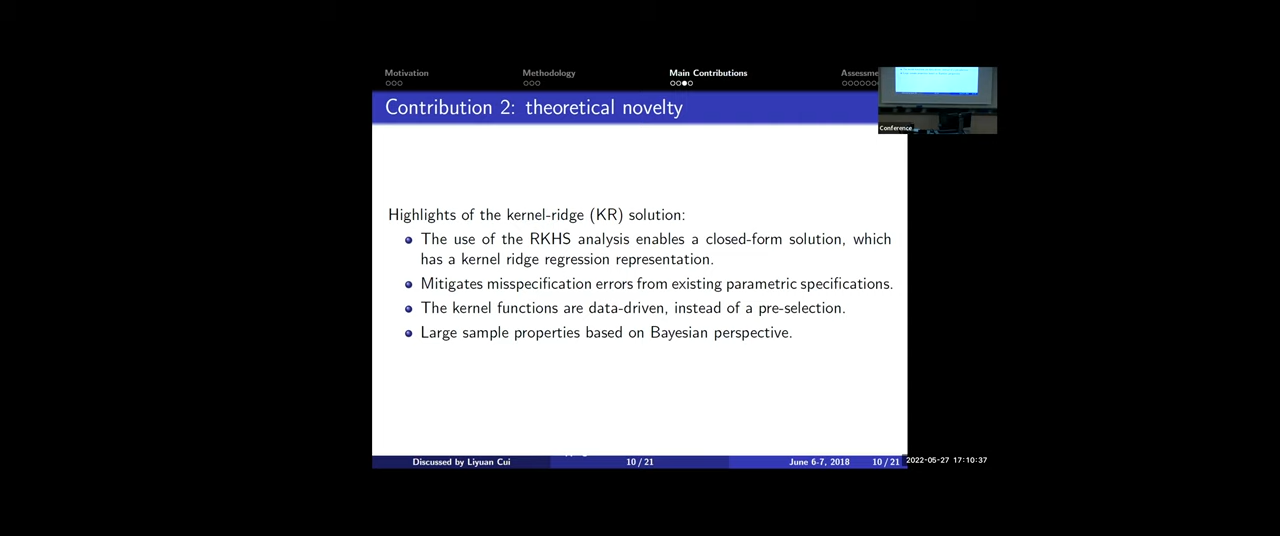 Motivation
Methodology
Main Contributions
Contribution 2: theoretical novelty
Conference
Highlights of the kernel-ridge (KR) solution:
The use of the RKHS analysis enables a closed-form solution, which
has a kernel ridge regression representation.
Mitigates misspecification errors from existing parametric specifications.
The kernel functions are data-driven, instead of a pre-selection.
Large sample properties based on Bayesian perspective.
Discussed by Liyuan Cui
10 / 21
June 6-7, 2018
10 / 21
2022-05-27 17:10:37